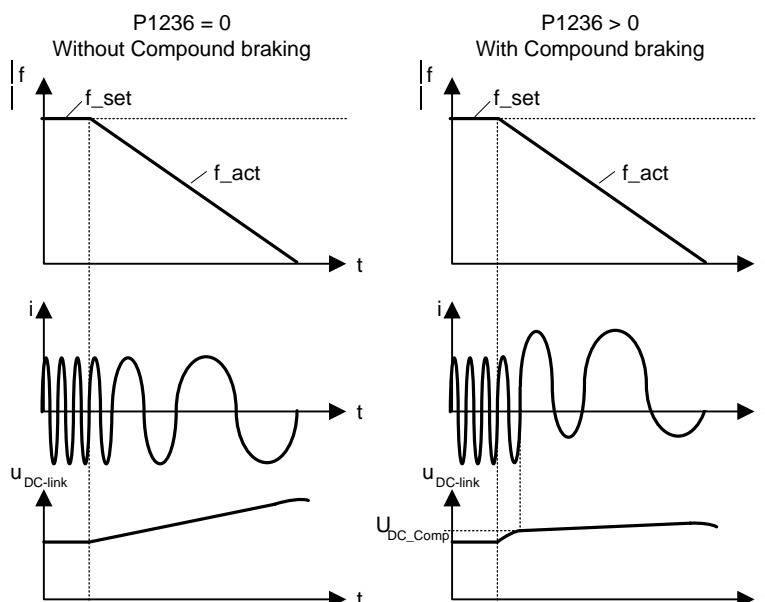 P1236 = 0
Without Compound braking
f
f_set
f_act
t
i
t
u DC-link
t
P1236 > 0
With Compound braking
f
f_set
f_act
t
i
t
u DC-link
U DC_Comp
t